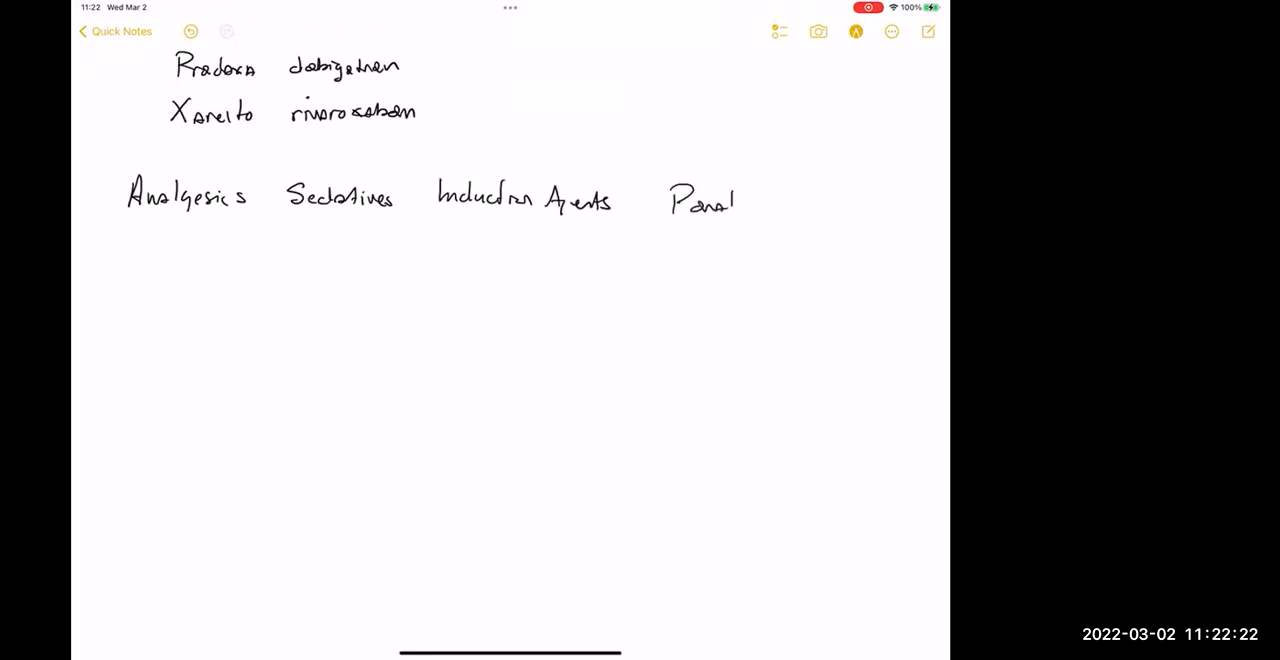 11:22 Wed Mar 2 100%
Quick Notes
Pradaxa dabigatran
Xarelto rivaroxaban
Analgesics Sedatives Induction Agents Paral
2022-03-02 11:22:22